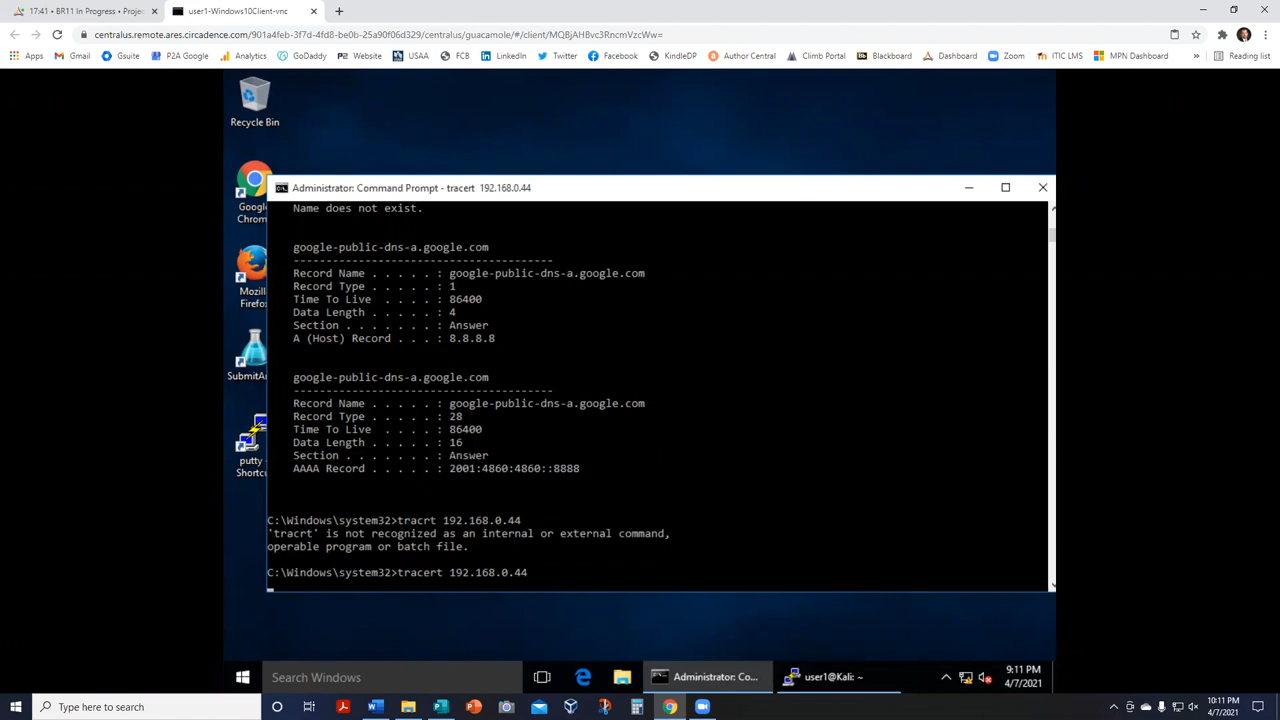 17:41 • BR11 In Progress • Projec
user1-Windows10Client-vnc
centralus.remote.ares.circadence.com/901a4feb-3f7d-4fd8-be0b-25a90f06d329/centralus/guacamole/#/client/MQBjAHBvc3RncmVzcWw=
Apps Gmail Gsuite P2A Google Analytics GoDaddy Website USAA FCB LinkedIn Twitter Facebook KindleDP Author Central Climb Portal Blackboard Dashboard Zoom ITIC LMS MPN Dashboard » Reading list
Recycle Bin
Google
Chrom
Mozil
Firefo
SubmitAn
putty -
Shortcu
Administrator: Command Prompt - tracert 192.168.0.44
Name does not exist.
google-public-dns-a.google.com
----------------------------------------
Record Name . . . . . : google-public-dns-a.google.com
Record Type . . . . . : 1
Time To Live  . . . . : 86400
Data Length . . . . . : 4
Section . . . . . . . : Answer
A (Host) Record . . . : 8.8.8.8
google-public-dns-a.google.com
----------------------------------------
Record Name . . . . . : google-public-dns-a.google.com
Record Type . . . . . : 28
Time To Live  . . . . : 86400
Data Length . . . . . : 16
Section . . . . . . . : Answer
AAAA Record . . . . . : 2001:4860:4860::8888
C:\Windows\system32>tracrt 192.168.0.44
'tracrt' is not recognized as an internal or external command,
operable program or batch file.
C:\Windows\system32>tracert 192.168.0.44
Search Windows
Administrator: Co...
user1@Kali: ~
9:11 PM
4/7/2021
Type here to search
10:11 PM
4/7/2021